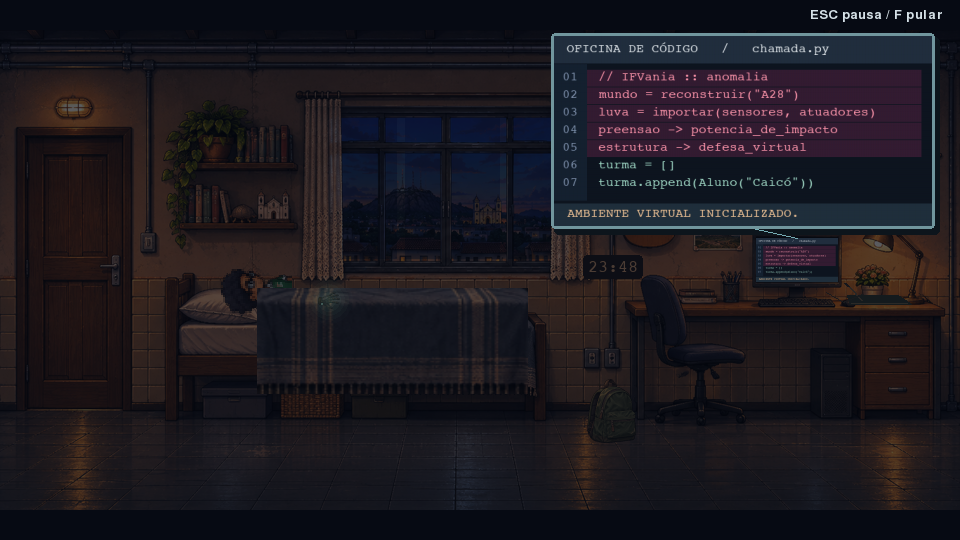 ESC pausa / F pular
OFICINA DE CÓDIGO / chamada.py
01 // IFVania :: anomalia
02 mundo = reconstruir("A28")
03 luva = importar(sensores, atuadores)
04 preensao -> potencia_de_impacto
05 estrutura -> defesa_virtual
06 turma = []
07 turma.append(Aluno("Caicó"))
AMBIENTE VIRTUAL INICIALIZADO.
23:48